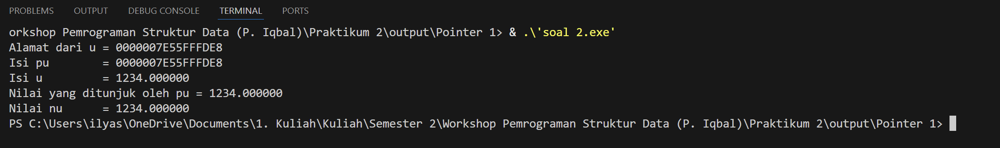 PROBLEMS OUTPUT DEBUG CONSOLE TERMINAL PORTS
orkshop Pemrograman Struktur Data (P. Iqbal)\Praktikum 2\output\Pointer 1> & .\'soal 2.exe'
Alamat dari u = 0000007E55FFFDE8
Isi pu        = 0000007E55FFFDE8
Isi u         = 1234.000000
Nilai yang ditunjuk oleh pu = 1234.000000
Nilai nu      = 1234.000000
PS C:\Users\ilyas\OneDrive\Documents\1. Kuliah\Kuliah\Semester 2\Workshop Pemrograman Struktur Data (P. Iqbal)\Praktikum 2\output\Pointer 1>